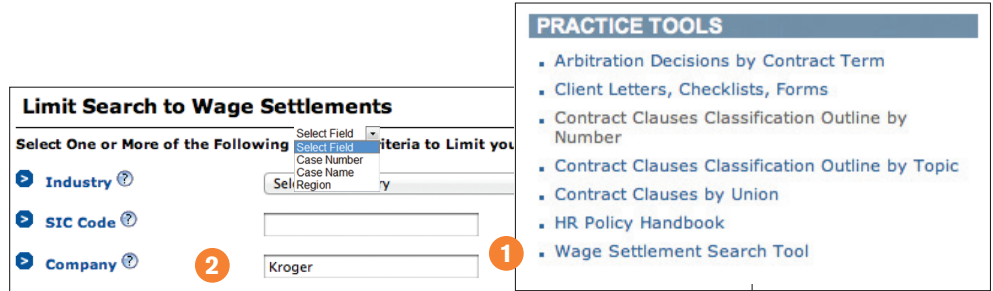 PRACTICE TOOLS
Arbitration Decisions by Contract Term
Client Letters, Checklists, Forms
Contract Clauses Classification Outline by
Number
Contract Clauses Classification Outline by Topic
Contract Clauses by Union
HR Policy Handbook
1 Wage Settlement Search Tool
Limit Search to Wage Settlements
Select Field
Select One or More of the Following iteria to Limit you
Select Field
Case Number
Case Name
Region
Industry ? Sel ry
SIC Code ?
Company ? 2 Kroger